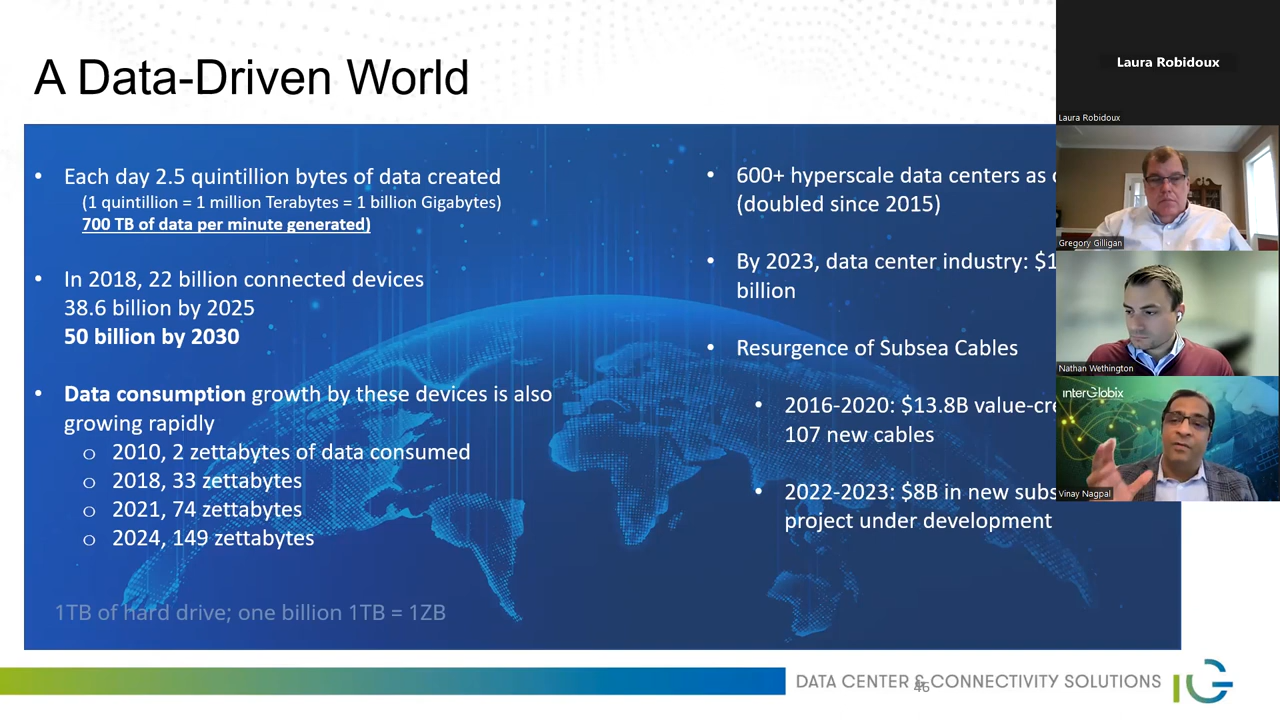 A Data-Driven World
• Each day 2.5 quintillion bytes of data created
(1 quintillion = 1 million Terabytes = 1 billion Gigabytes)
700 TB of data per minute generated)
• In 2018, 22 billion connected devices
38.6 billion by 2025
50 billion by 2030
• Data consumption growth by these devices is also
growing rapidly
o 2010, 2 zettabytes of data consumed
o 2018, 33 zettabytes
o 2021, 74 zettabytes
o 2024, 149 zettabytes
1TB of hard drive; one billion 1TB = 1ZB
• 600+ hyperscale data centers as
(doubled since 2015)
• By 2023, data center industry: $1
billion
• Resurgence of Subsea Cables
• 2016-2020: $13.8B value-cre
107 new cables
• 2022-2023: $8B in new subs
project under development
Laura Robidoux
Laura Robidoux
Gregory Gilligan
Nathan Wethington
interGlobix
Vinay Nagpal
DATA CENTER & CONNECTIVITY SOLUTIONS
IG